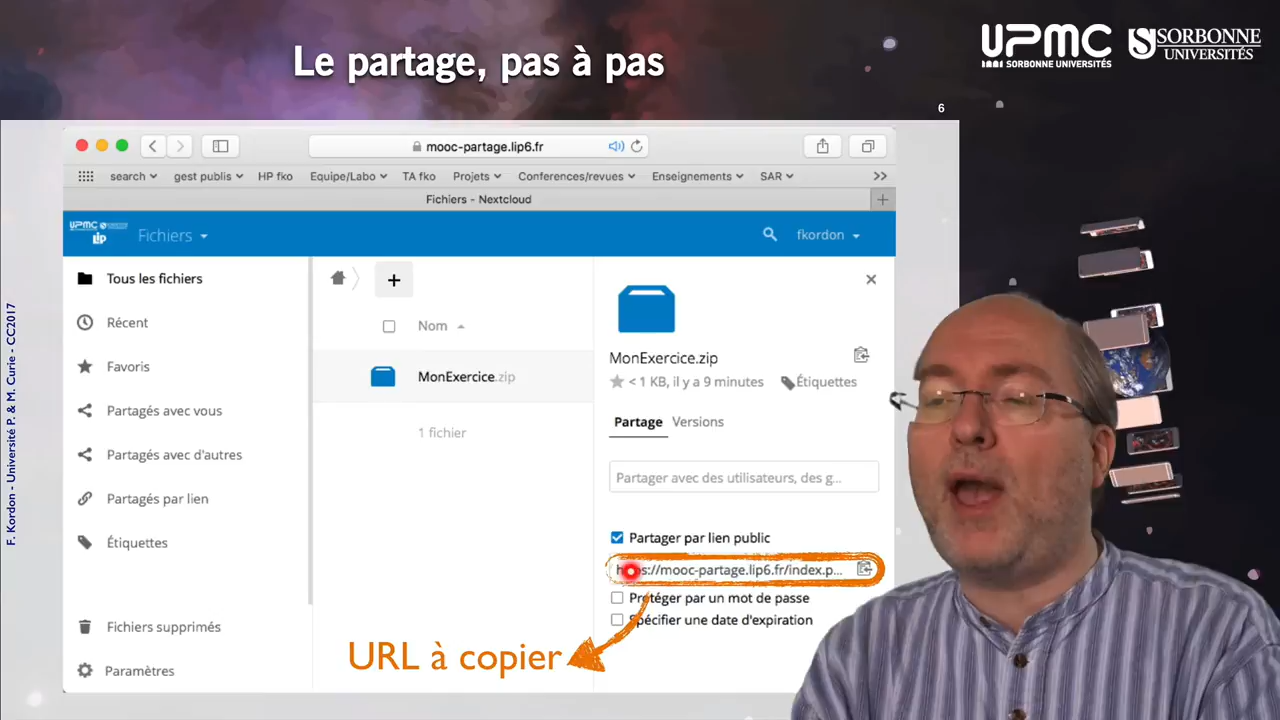 Le partage, pas à pas
UPMC
SORBONNE UNIVERSITÉS
SORBONNE
UNIVERSITÉS
6
F. Kordon - Université P. & M. Curie - CC2017
mooc-partage.lip6.fr
search
gest publis
HP fko
Equipe/Labo
TA fko
Projets
Conferences/revues
Enseignements
SAR
Fichiers - Nextcloud
UPMC
Lip
Fichiers
fkordon
Tous les fichiers
Récent
Favoris
Partagés avec vous
Partagés avec d'autres
Partagés par lien
Étiquettes
Fichiers supprimés
Paramètres
Nom
MonExercice.zip
1 fichier
MonExercice.zip
< 1 KB, il y a 9 minutes
Étiquettes
Partage
Versions
Partager avec des utilisateurs, des g...
Partager par lien public
https://mooc-partage.lip6.fr/index.p...
Protéger par un mot de passe
Spécifier une date d'expiration
URL à copier